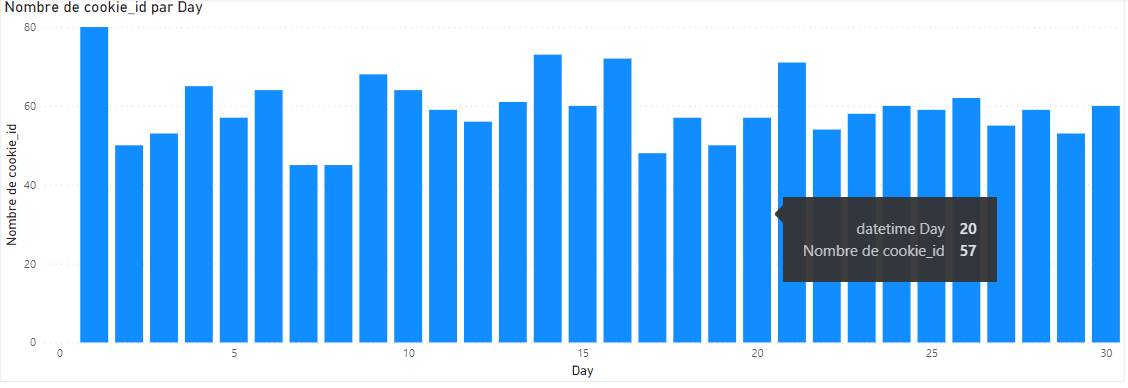 Nombre de cookie_id par Day
80
60
40
20
0
Nombre de cookie_id
datetime Day 20
Nombre de cookie_id 57
0 5 10 15 20 25 30
Day